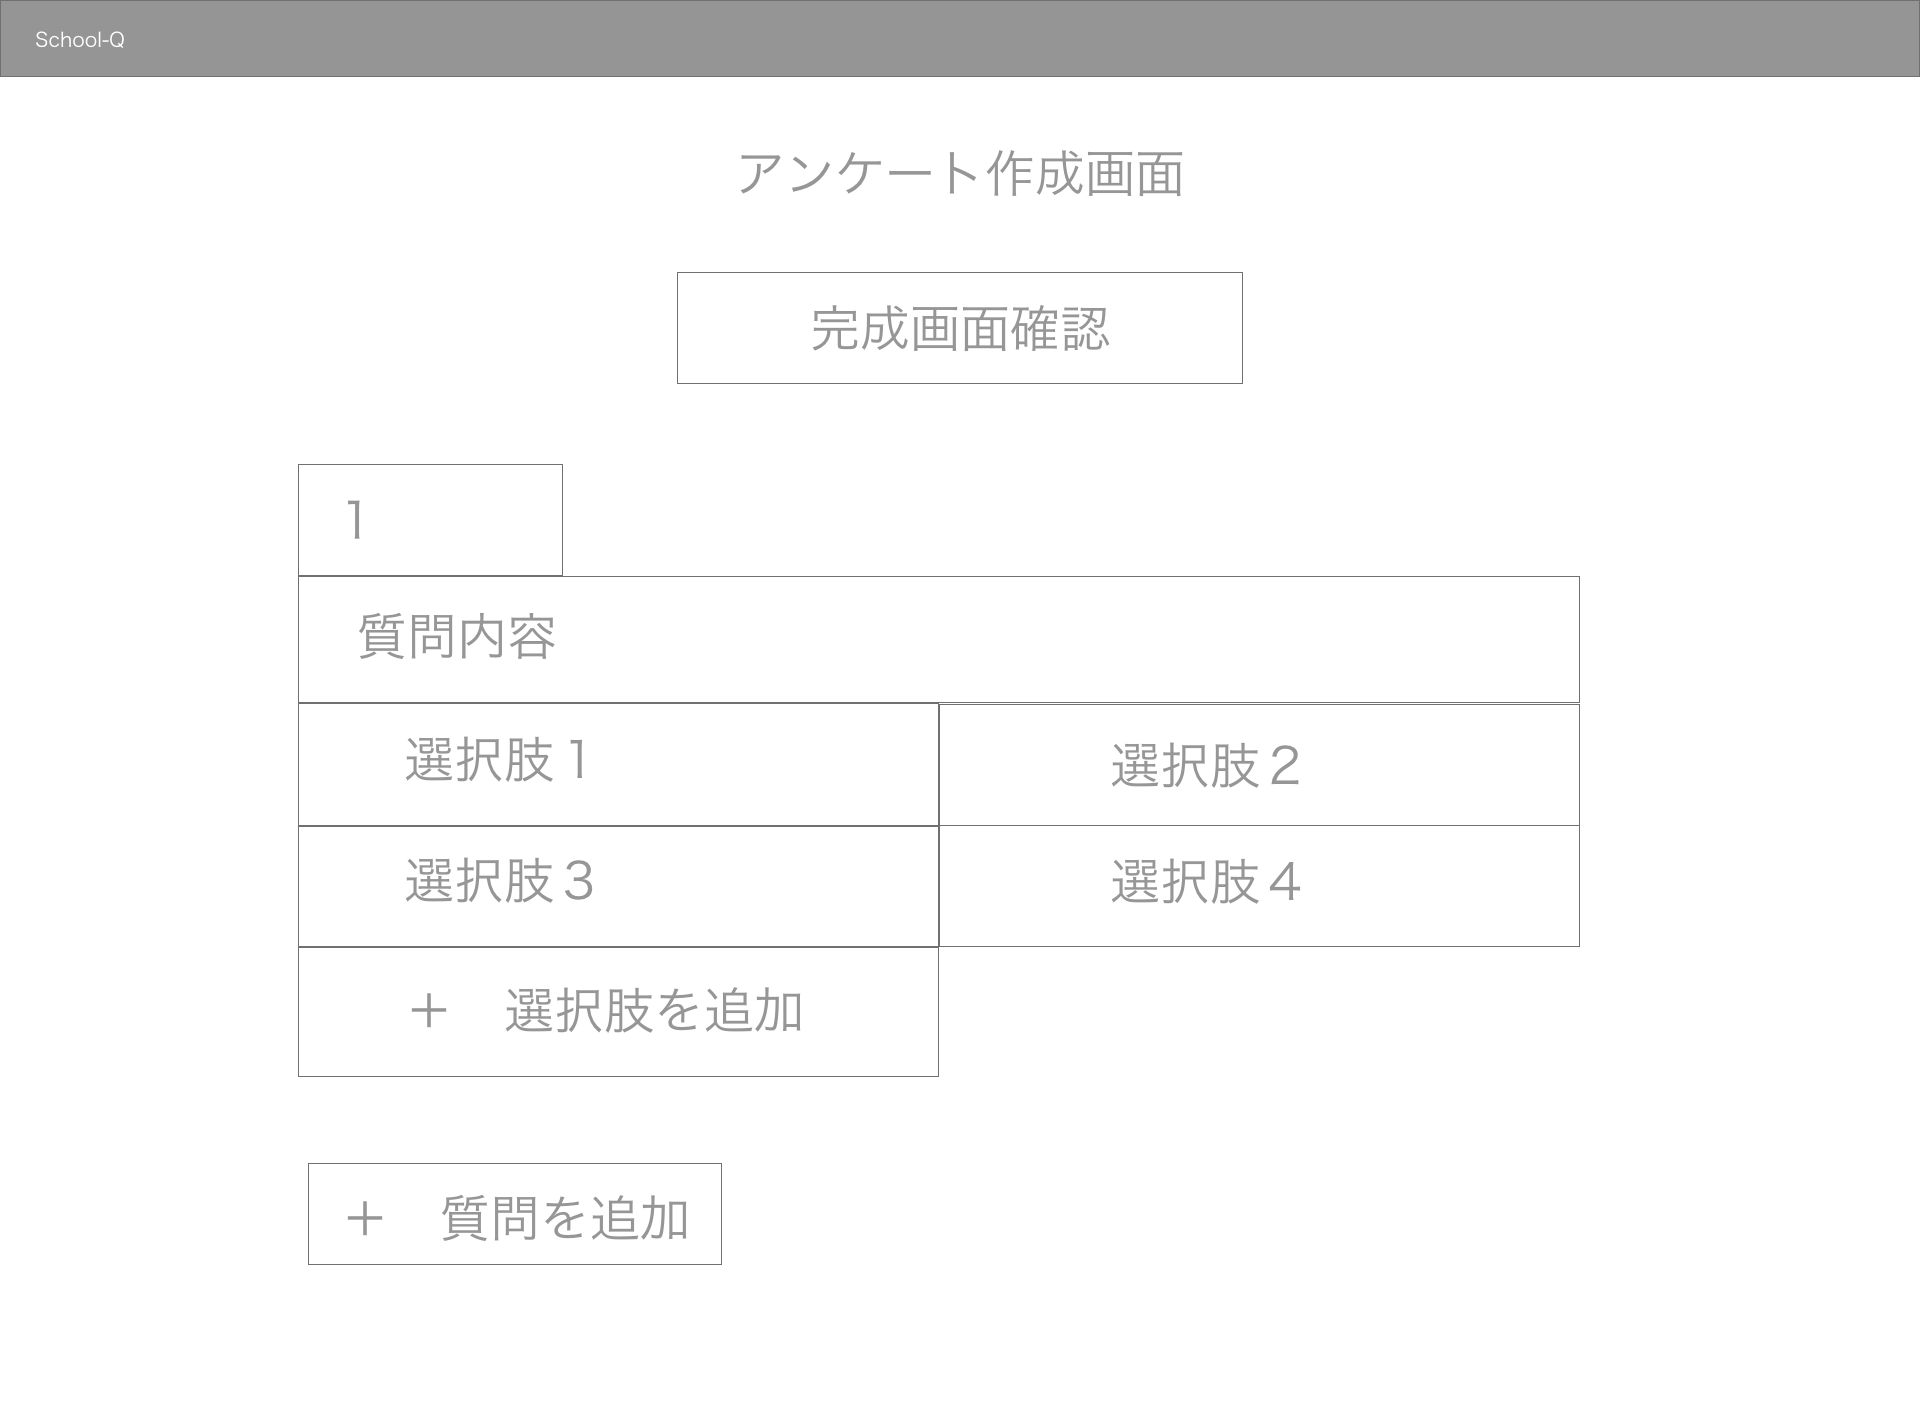 School-Q
アンケート作成画面
完成画面確認
1
質問内容
選択肢１
選択肢２
選択肢３
選択肢４
＋　選択肢を追加
＋　質問を追加